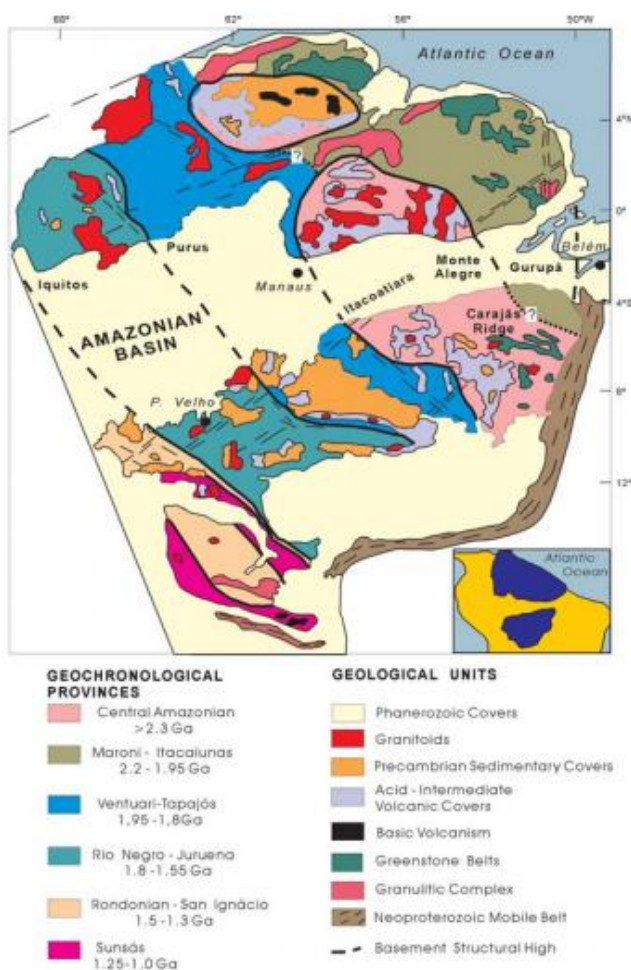 68°
62°
56°
50°W
Atlantic Ocean
4°N
?
0°
Purus
Belém
Monte
Alegre
Gurupá
Iquitos
Manaus
Itacoatiara
Carajás
Ridge
?
4°S
AMAZONIAN
BASIN
8°
P. Velho
12°
Atlantic
Ocean
GEOCHRONOLOGICAL
PROVINCES
Central Amazonian
>2.3 Ga
Maroni - Itacaiunas
2.2 - 1.95 Ga
Ventuari-Tapajós
1,95 -1,8Ga
Rio Negro - Juruena
1.8 -1.55 Ga
Rondonian - San Ignácio
1.5 -1.3 Ga
Sunsás
1.25-1.0 Ga
GEOLOGICAL UNITS
Phanerozoic Covers
Granitoids
Precambrian Sedimentary Covers
Acid - Intermediate
Volcanic Covers
Basic Volcanism
Greenstone Belts
Granulitic Complex
Neoproterozoic Mobile Belt
Basement Structural High